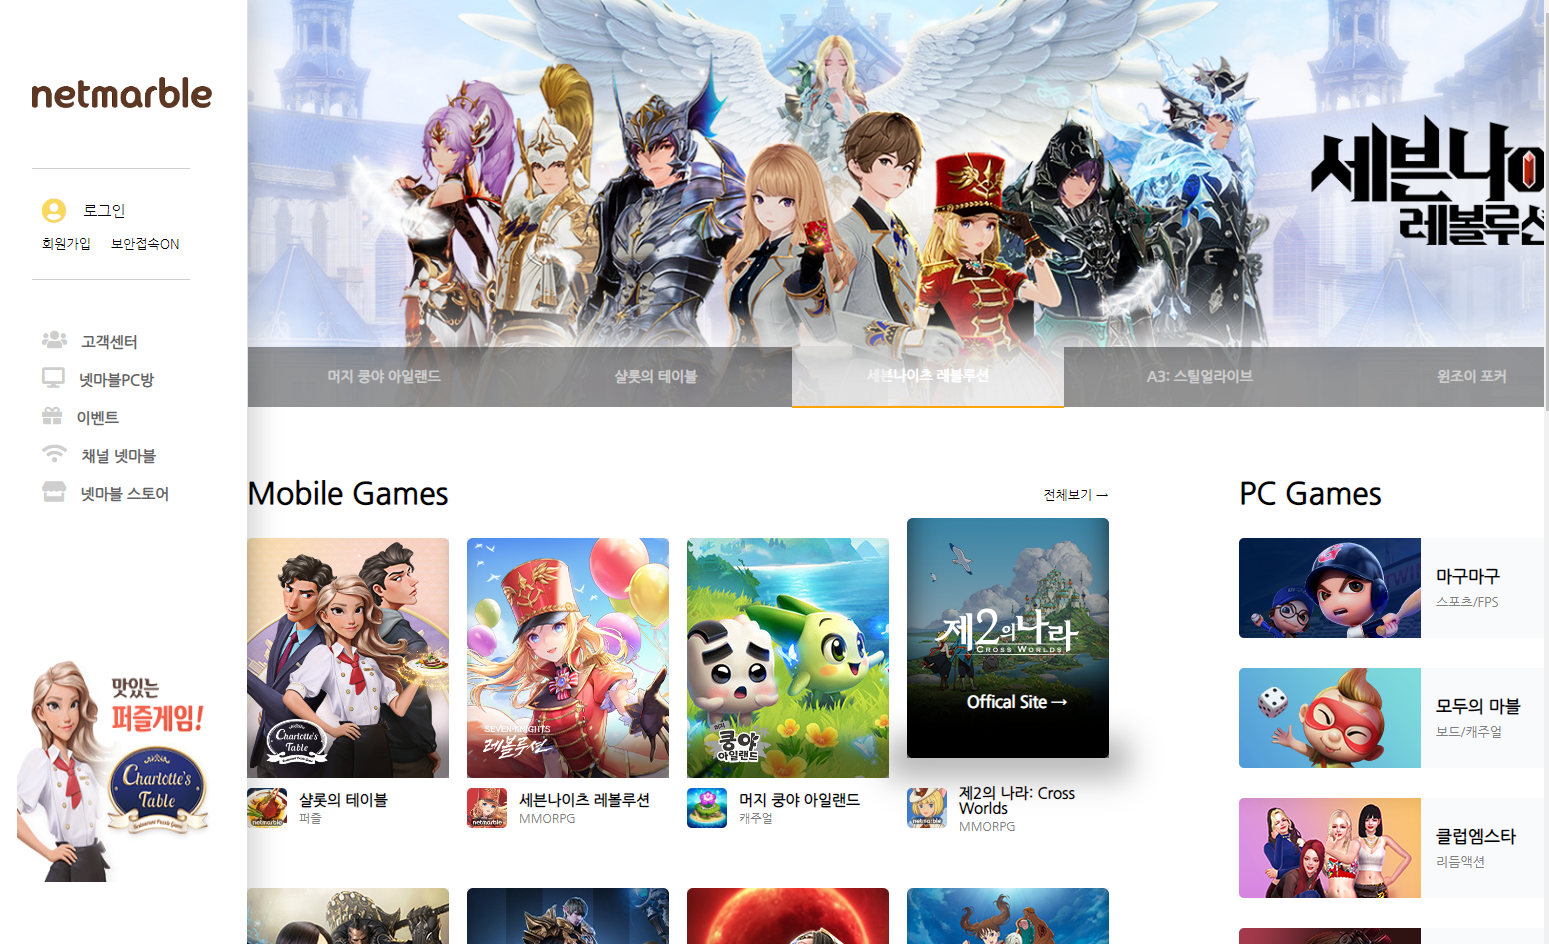 netmarble
로그인
회원가입 보안접속ON
고객센터
넷마블PC방
이벤트
채널 넷마블
넷마블 스토어
맛있는
퍼즐게임!
Charlotte's
Table
Restaurant Puzzle Game
세븐나이
레볼루션
머지 쿵야 아일랜드 샬롯의 테이블 세븐나이츠 레볼루션 A3: 스틸얼라이브 윈조이 포커
Mobile Games
전체보기 →
Charlotte's
Table
SEVEN KNIGHTS
레볼루션
머지
쿵야
아일랜드
제2의나라
CROSS WORLDS
Offical Site →
netmarble
샬롯의 테이블
퍼즐
netmarble
세븐나이츠 레볼루션
MMORPG
머지 쿵야 아일랜드
캐주얼
netmarble
제2의 나라: Cross
Worlds
MMORPG
PC Games
마구마구
스포츠/FPS
모두의 마블
보드/캐주얼
클럽엠스타
리듬액션